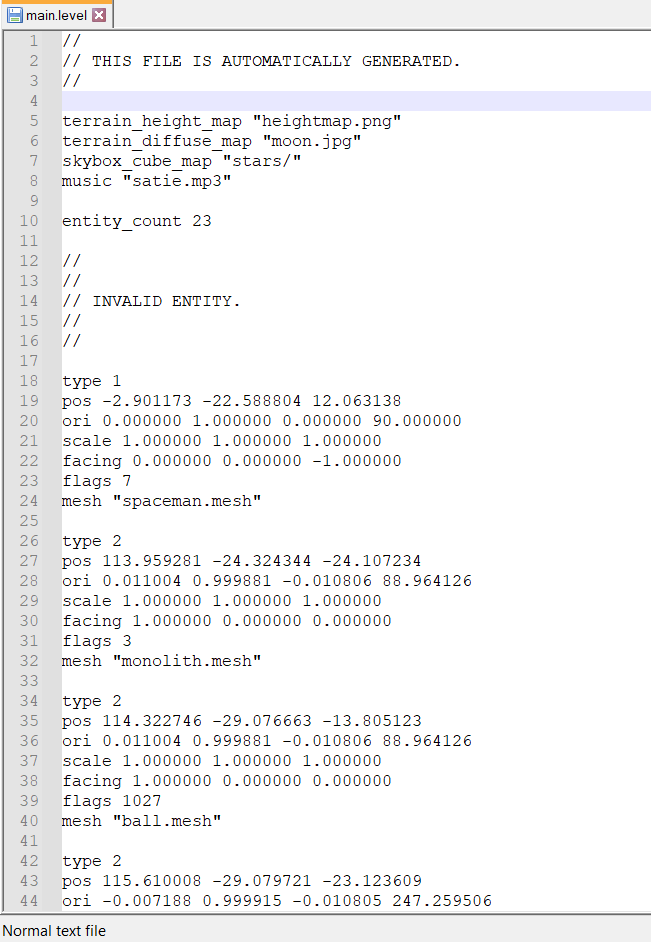 main.level
1 //
2 // THIS FILE IS AUTOMATICALLY GENERATED.
3 //
4
5 terrain_height_map "heightmap.png"
6 terrain_diffuse_map "moon.jpg"
7 skybox_cube_map "stars/"
8 music "satie.mp3"
9
10 entity_count 23
11
12 //
13 //
14 // INVALID ENTITY.
15 //
16 //
17
18 type 1
19 pos -2.901173 -22.588804 12.063138
20 ori 0.000000 1.000000 0.000000 90.000000
21 scale 1.000000 1.000000 1.000000
22 facing 0.000000 0.000000 -1.000000
23 flags 7
24 mesh "spaceman.mesh"
25
26 type 2
27 pos 113.959281 -24.324344 -24.107234
28 ori 0.011004 0.999881 -0.010806 88.964126
29 scale 1.000000 1.000000 1.000000
30 facing 1.000000 0.000000 0.000000
31 flags 3
32 mesh "monolith.mesh"
33
34 type 2
35 pos 114.322746 -29.076663 -13.805123
36 ori 0.011004 0.999881 -0.010806 88.964126
37 scale 1.000000 1.000000 1.000000
38 facing 1.000000 0.000000 0.000000
39 flags 1027
40 mesh "ball.mesh"
41
42 type 2
43 pos 115.610008 -29.079721 -23.123609
44 ori -0.007188 0.999915 -0.010805 247.259506
Normal text file